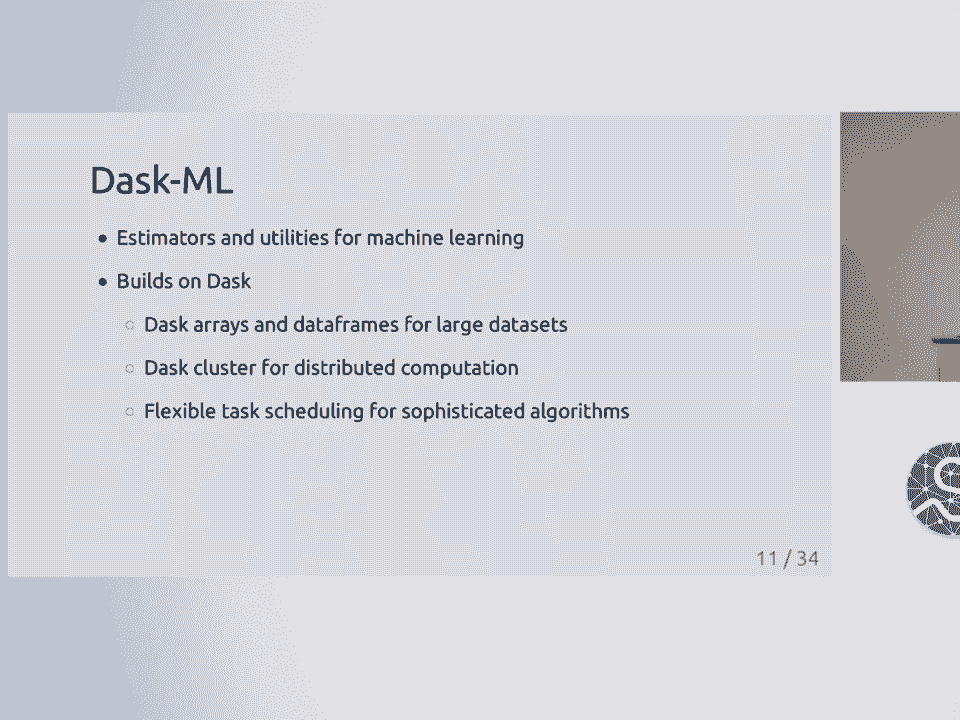 Dask-ML
• Estimators and utilities for machine learning
• Builds on Dask
○ Dask arrays and dataframes for large datasets
○ Dask cluster for distributed computation
○ Flexible task scheduling for sophisticated algorithms
11 / 34